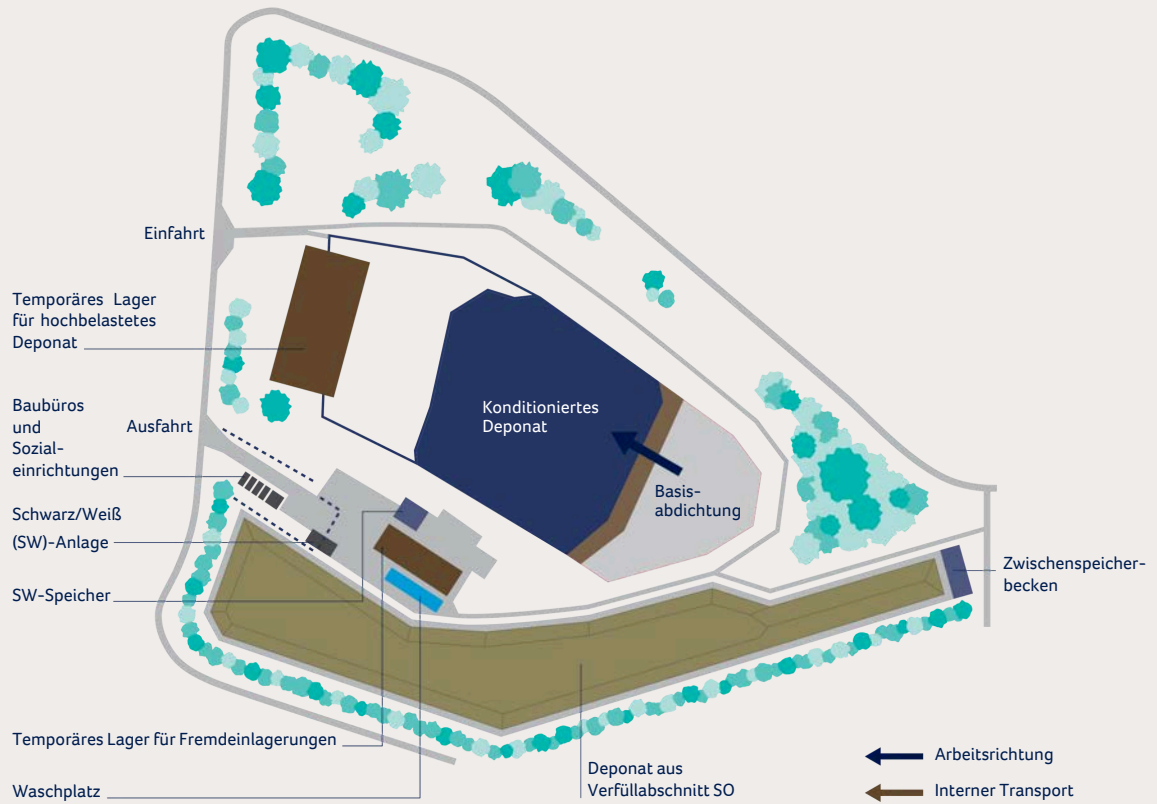 Einfahrt
Temporäres Lager
für hochbelastetes
Deponat
Baubüros
und
Sozial-
einrichtungen
Ausfahrt
Schwarz/Weiß
(SW)-Anlage
SW-Speicher
Temporäres Lager für Fremdeinlagerungen
Waschplatz
Konditioniertes
Deponat
Basis-
abdichtung
Zwischenspeicher-
becken
Deponat aus
Verfüllabschnitt SO
Arbeitsrichtung
Interner Transport